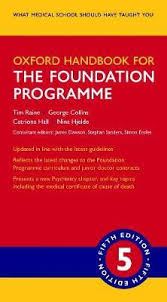 WHAT MEDICAL SCHOOL SHOULD HAVE TAUGHT YOU
OXFORD HANDBOOK FOR
THE FOUNDATION
PROGRAMME
Tim Raine George Collins
Catriona Hall Nina Hjelde
Consultant editors: James Dawson, Stephan Sanders, Simon Eccles
Updated in line with the latest guidelines
Reflects the latest changes to the Foundation
Programme curriculum and junior doctor contracts
Presents a new Psychiatry chapter, and key topics
including the medical certificate of cause of death
FIFTH EDITION
5
FIFTH EDITION